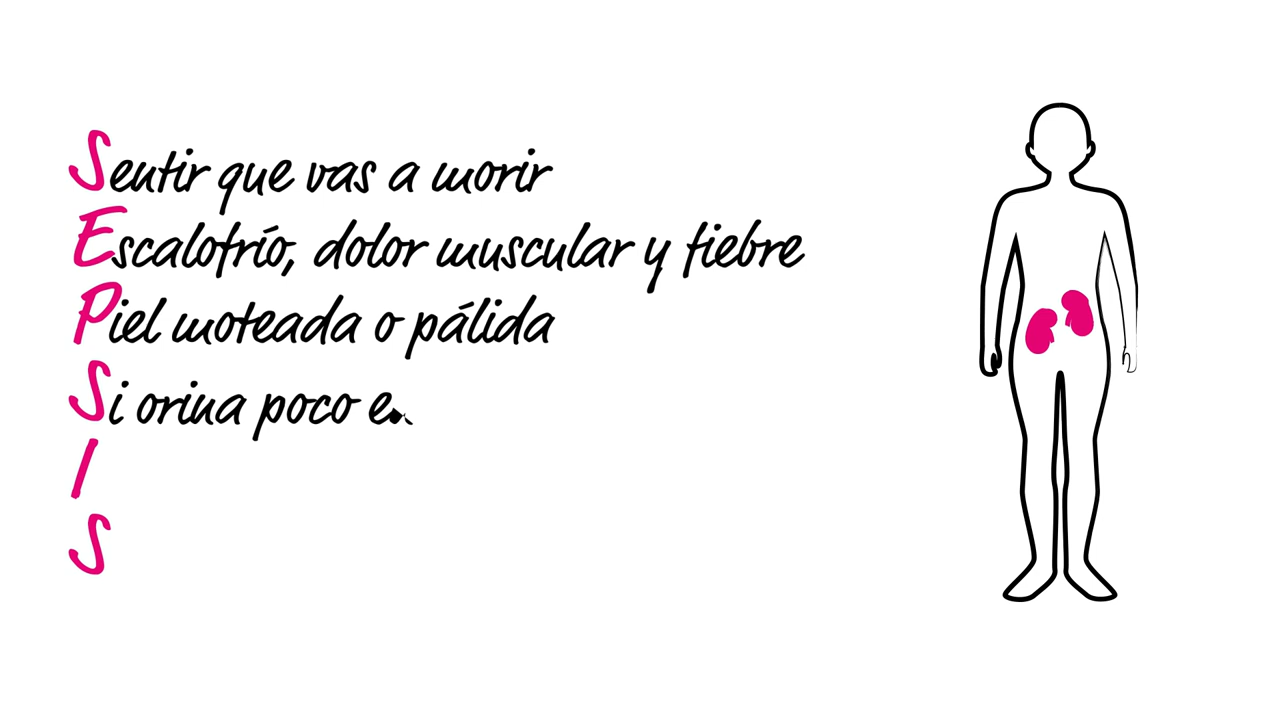 Sentir que vas a morir
Escalofrío, dolor muscular y fiebre
Piel moteada o pálida
Si orina poco
I
S